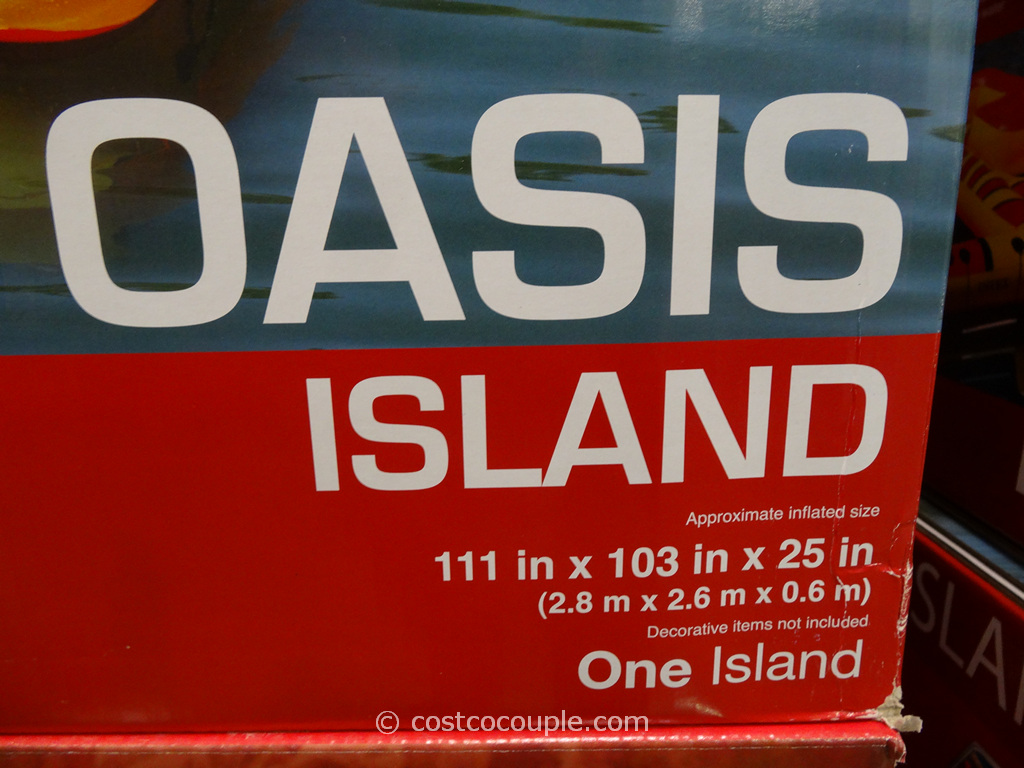 OASIS
ISLAND
Approximate inflated size
111 in x 103 in x 25 in
(2.8 m x 2.6 m x 0.6 m)
Decorative items not included
One Island
© costcocouple.com